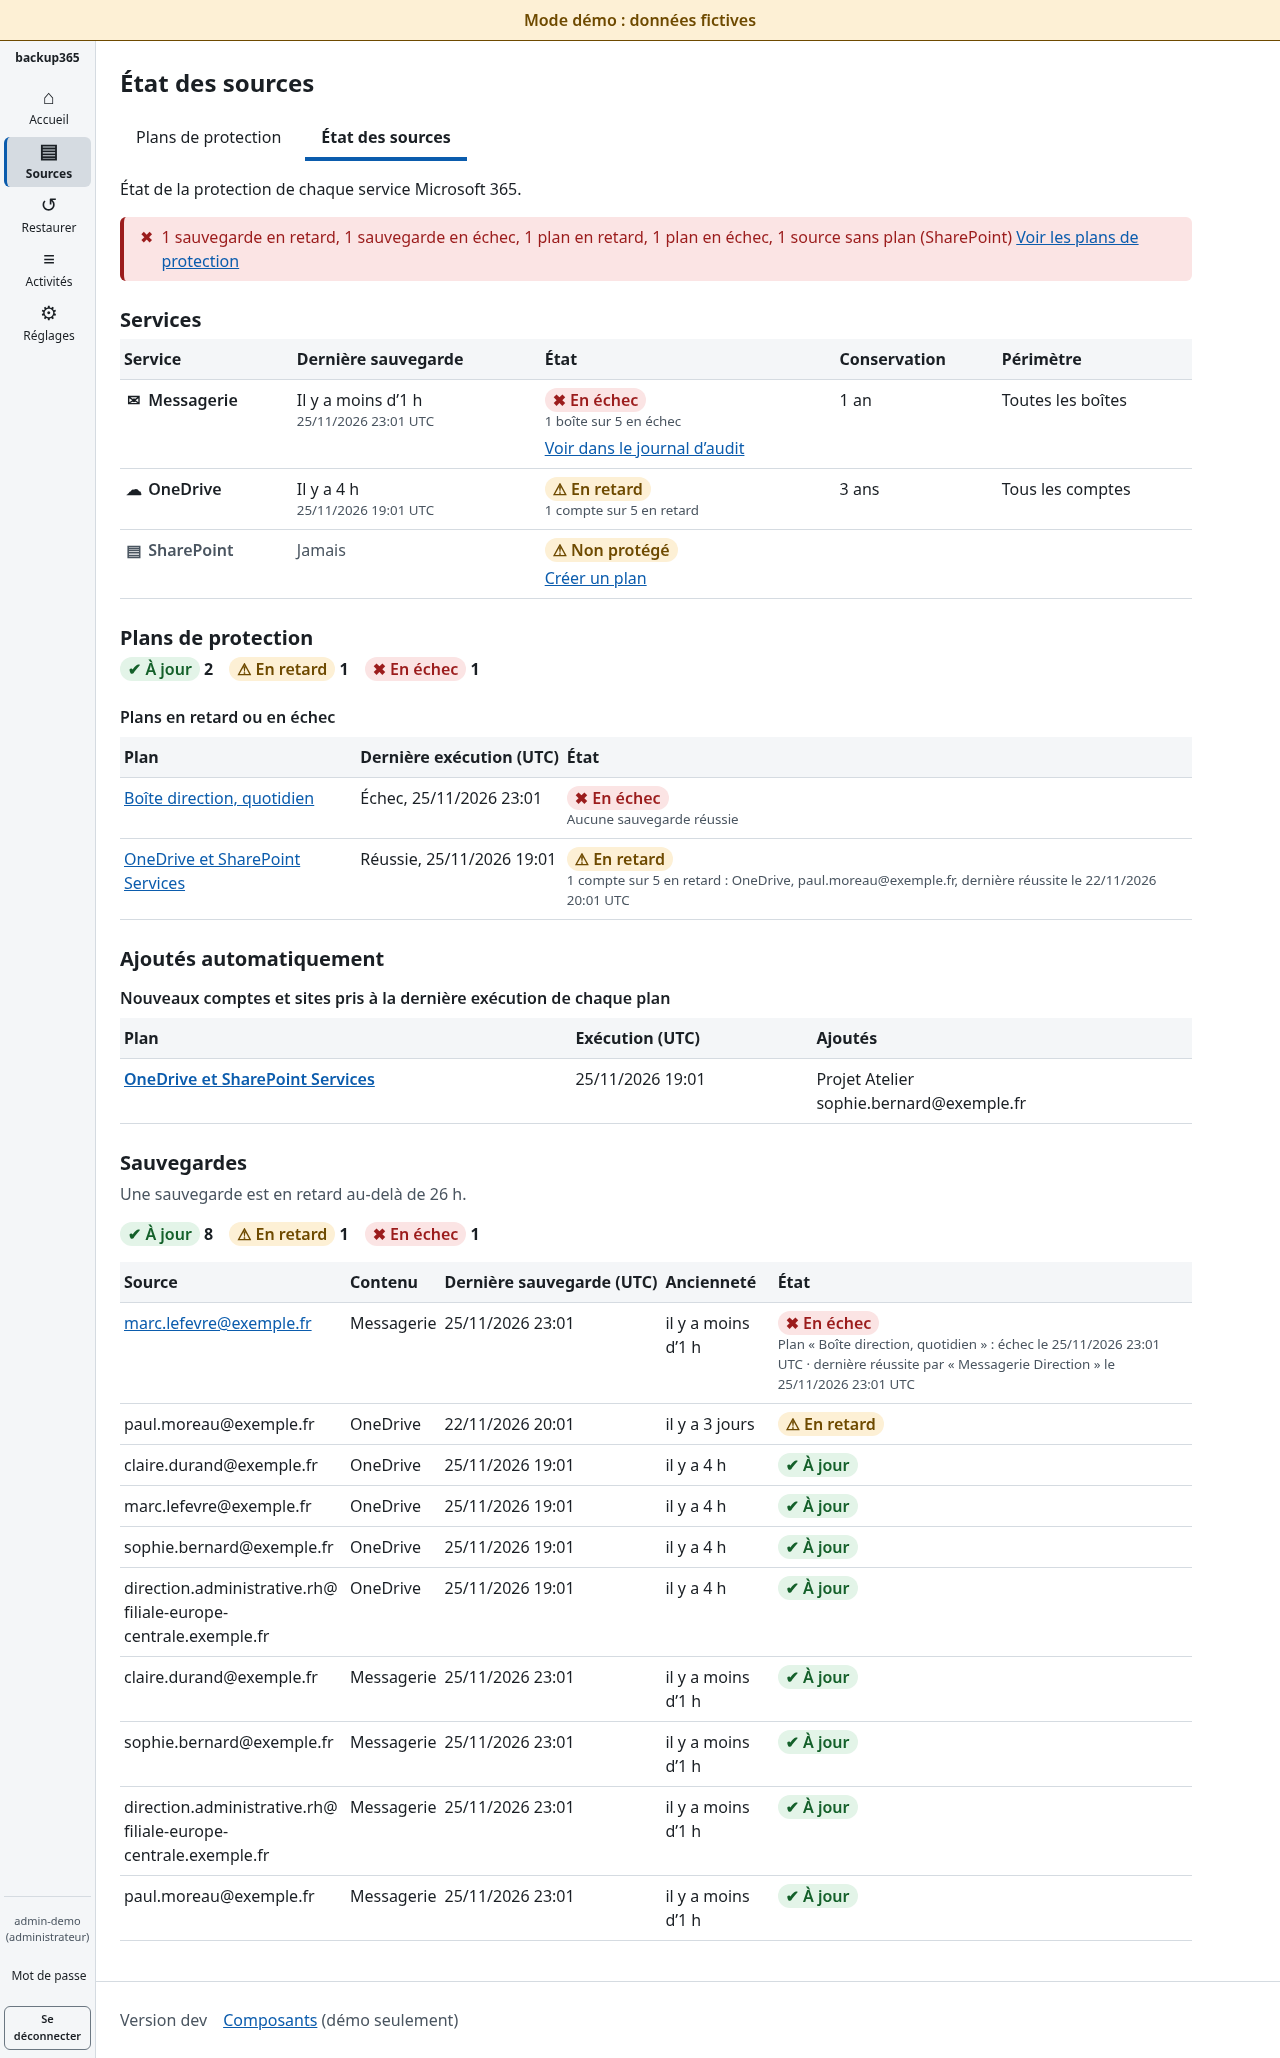 Mode démo : données fictives
backup365
Accueil
Sources
Restaurer
Activités
Réglages
admin-demo
(administrateur)
Mot de passe
Se
déconnecter
État des sources
Plans de protection État des sources
État de la protection de chaque service Microsoft 365.
✖ 1 sauvegarde en retard, 1 sauvegarde en échec, 1 plan en retard, 1 plan en échec, 1 source sans plan (SharePoint) Voir les plans de
protection
Services
Service Dernière sauvegarde État Conservation Périmètre
Messagerie Il y a moins d’1 h ✖ En échec 1 an Toutes les boîtes
25/11/2026 23:01 UTC 1 boîte sur 5 en échec
Voir dans le journal d’audit
OneDrive Il y a 4 h ⚠ En retard 3 ans Tous les comptes
25/11/2026 19:01 UTC 1 compte sur 5 en retard
SharePoint Jamais ⚠ Non protégé
Créer un plan
Plans de protection
✔ À jour 2 ⚠ En retard 1 ✖ En échec 1
Plans en retard ou en échec
Plan Dernière exécution (UTC) État
Boîte direction, quotidien Échec, 25/11/2026 23:01 ✖ En échec
Aucune sauvegarde réussie
OneDrive et SharePoint Réussie, 25/11/2026 19:01 ⚠ En retard
Services 1 compte sur 5 en retard : OneDrive, paul.moreau@exemple.fr, dernière réussite le 22/11/2026
20:01 UTC
Ajoutés automatiquement
Nouveaux comptes et sites pris à la dernière exécution de chaque plan
Plan Exécution (UTC) Ajoutés
OneDrive et SharePoint Services 25/11/2026 19:01 Projet Atelier
sophie.bernard@exemple.fr
Sauvegardes
Une sauvegarde est en retard au-delà de 26 h.
✔ À jour 8 ⚠ En retard 1 ✖ En échec 1
Source Contenu Dernière sauvegarde (UTC) Ancienneté État
marc.lefevre@exemple.fr Messagerie 25/11/2026 23:01 il y a moins ✖ En échec
d’1 h Plan « Boîte direction, quotidien » : échec le 25/11/2026 23:01
UTC · dernière réussite par « Messagerie Direction » le
25/11/2026 23:01 UTC
paul.moreau@exemple.fr OneDrive 22/11/2026 20:01 il y a 3 jours ⚠ En retard
claire.durand@exemple.fr OneDrive 25/11/2026 19:01 il y a 4 h ✔ À jour
marc.lefevre@exemple.fr OneDrive 25/11/2026 19:01 il y a 4 h ✔ À jour
sophie.bernard@exemple.fr OneDrive 25/11/2026 19:01 il y a 4 h ✔ À jour
direction.administrative.rh@ OneDrive 25/11/2026 19:01 il y a 4 h ✔ À jour
filiale-europe-
centrale.exemple.fr
claire.durand@exemple.fr Messagerie 25/11/2026 23:01 il y a moins ✔ À jour
d’1 h
sophie.bernard@exemple.fr Messagerie 25/11/2026 23:01 il y a moins ✔ À jour
d’1 h
direction.administrative.rh@ Messagerie 25/11/2026 23:01 il y a moins ✔ À jour
filiale-europe- d’1 h
centrale.exemple.fr
paul.moreau@exemple.fr Messagerie 25/11/2026 23:01 il y a moins ✔ À jour
d’1 h
Version dev Composants (démo seulement)